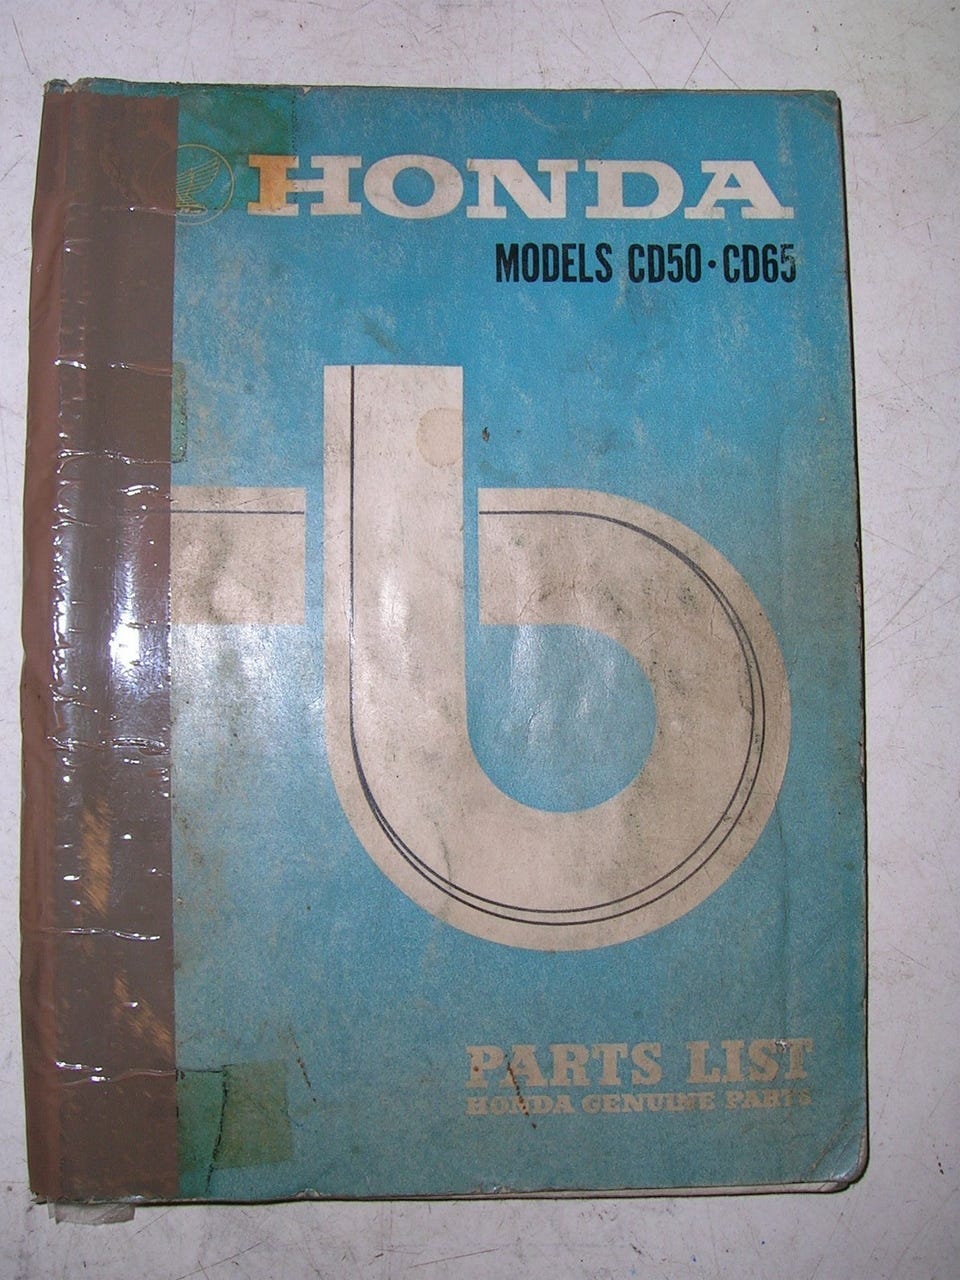 HONDA
MODELS CD50·CD65
PARTS LIST
HONDA GENUINE PARTS